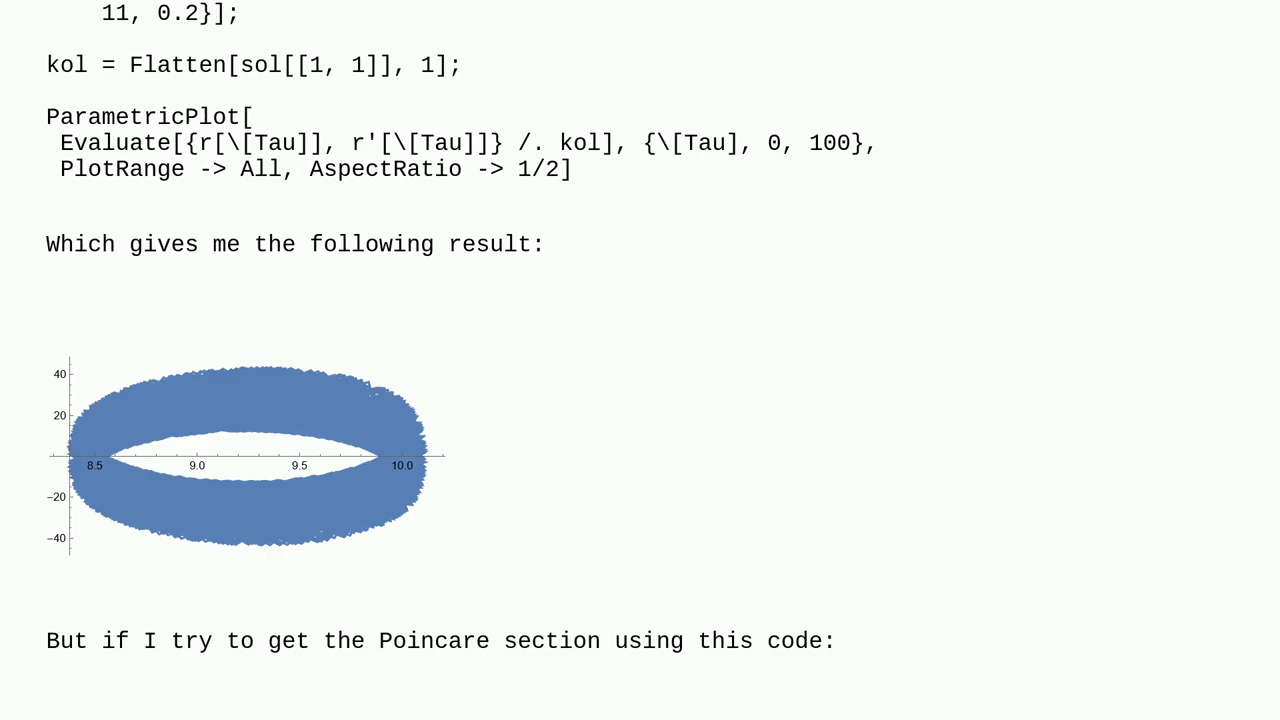 11, 0.2}];
kol = Flatten[sol[[1, 1]], 1];
ParametricPlot[
Evaluate[{r[\[Tau]], r'[\[Tau]]} /. kol], {\[Tau], 0, 100},
PlotRange -> All, AspectRatio -> 1/2]
Which gives me the following result:
40
20
8.5 9.0 9.5 10.0
−20
−40
But if I try to get the Poincare section using this code: